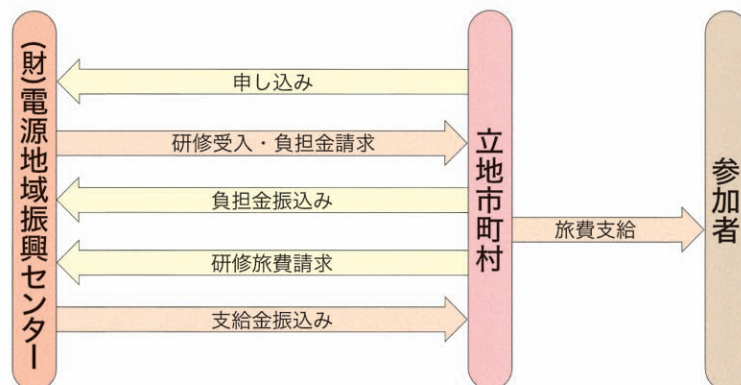 (財)電源地域振興センター
申し込み
研修受入・負担金請求
負担金振込み
研修旅費請求
支給金振込み
立地市町村
旅費支給
参加者